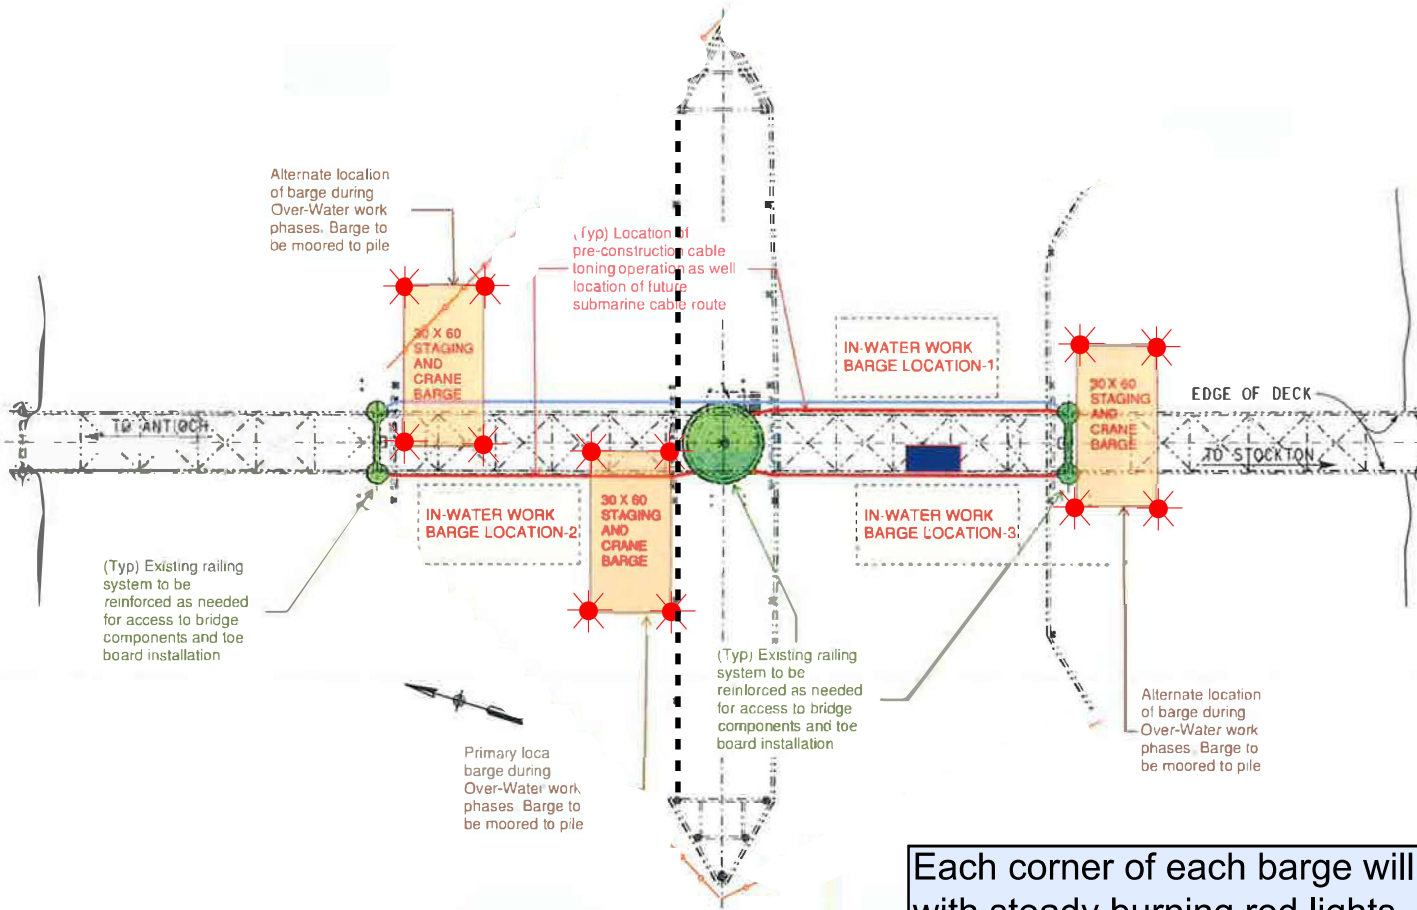 Alternate location
of barge during
Over-Water work
phases. Barge to
be moored to pile
(Typ) Location of
pre-construction cable
toning operation as well
location of future
submarine cable route
30 X 60
STAGING
AND
CRANE
BARGE
IN-WATER WORK
BARGE LOCATION-1
30 X 60
STAGING
AND
CRANE
BARGE
EDGE OF DECK
TO ANTIOCH
TO STOCKTON
IN-WATER WORK
BARGE LOCATION-2
30 X 60
STAGING
AND
CRANE
BARGE
IN-WATER WORK
BARGE LOCATION-3
(Typ) Existing railing
system to be
reinforced as needed
for access to bridge
components and toe
board installation
(Typ) Existing railing
system to be
reinforced as needed
for access to bridge
components and toe
board installation
Primary loca
barge during
Over-Water work
phases. Barge to
be moored to pile
Alternate location
of barge during
Over-Water work
phases. Barge to
be moored to pile
Each corner of each barge will
with steady burning red lights